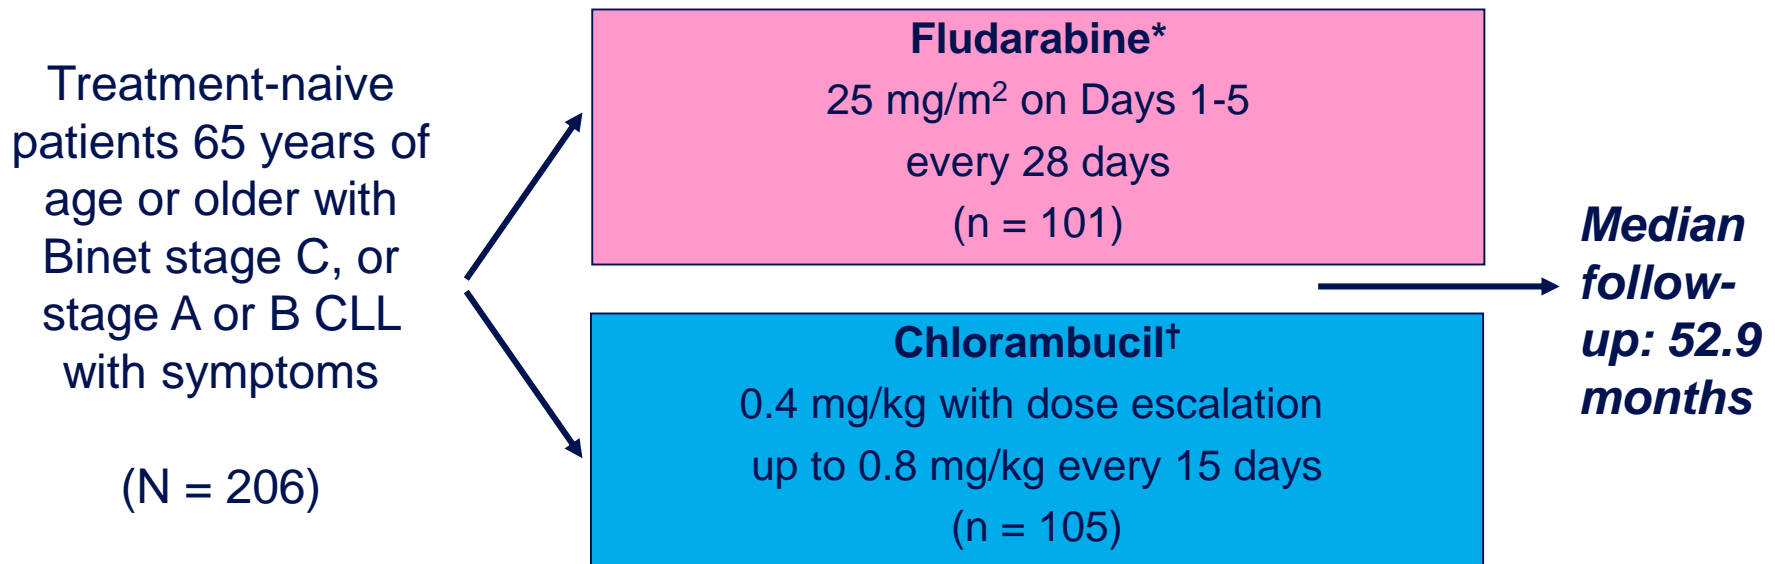 Treatment-naive
patients 65 years of
age or older with
Binet stage C, or
stage A or B CLL
with symptoms
(N = 206)
Fludarabine*
25 mg/m² on Days 1-5
every 28 days
(n = 101)
Chlorambucil†
0.4 mg/kg with dose escalation
up to 0.8 mg/kg every 15 days
(n = 105)
Median
follow-
up: 52.9
months